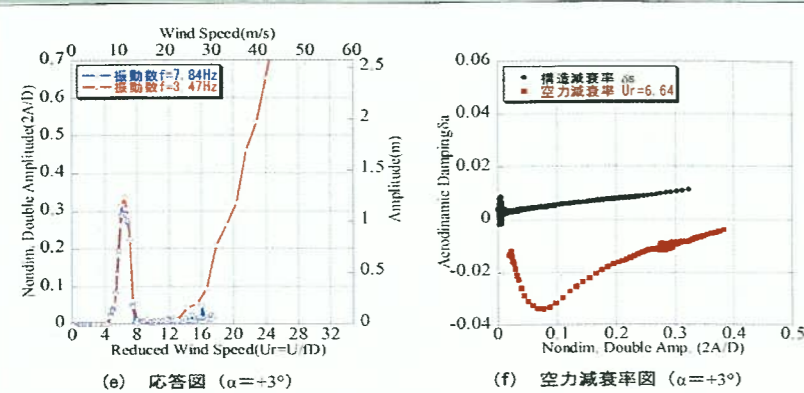 Wind Speed(m/s)
0 10 20 30 40 50 60
Nondim. Double Amplitude(2A/D)
0.7
0.6
0.5
0.4
0.3
0.2
0.1
0
振動数f=7.84Hz
振動数f=3.47Hz
2.5
2
1.5
1
0.5
0
Amplitude(m)
0 4 8 12 16 20 24 28 32
Reduced Wind Speed(Ur=U/fD)
(e) 応答図 (α=+3°)
Aerodynamic Dampingδa
0.06
0.04
0.02
0
-0.02
-0.04
構造減衰率 δs
空力減衰率 Ur=6.64
0 0.1 0.2 0.3 0.4 0.5
Nondim. Double Amp. (2A/D)
(f) 空力減衰率図 (α=+3°)